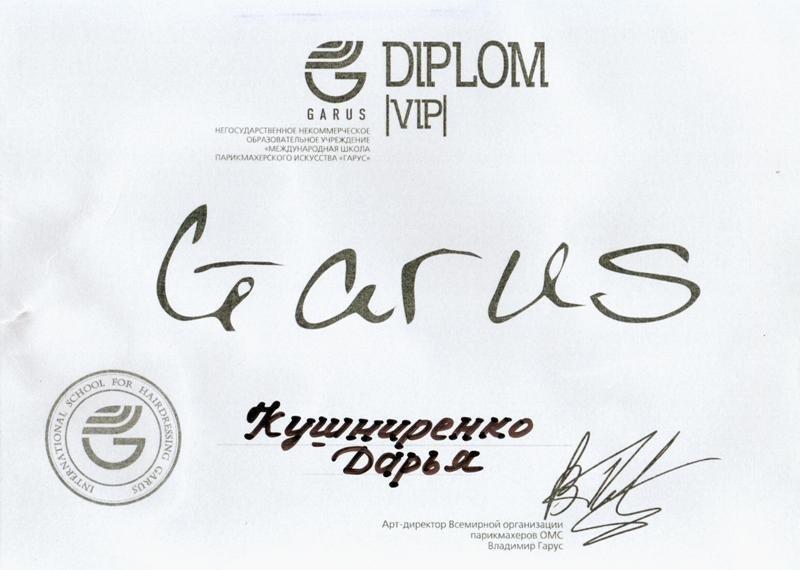 GARUS
DIPLOM
|VIP|
НЕГОСУДАРСТВЕННОЕ НЕКОММЕРЧЕСКОЕ
ОБРАЗОВАТЕЛЬНОЕ УЧРЕЖДЕНИЕ
«МЕЖДУНАРОДНАЯ ШКОЛА
ПАРИКМАХЕРСКОГО ИСКУССТВА «ГАРУС»
Garus
INTERNATIONAL SCHOOL FOR HAIRDRESSING GARUS
Кушниренко
Дарья
Арт-директор Всемирной организации
парикмахеров ОМС
Владимир Гарус